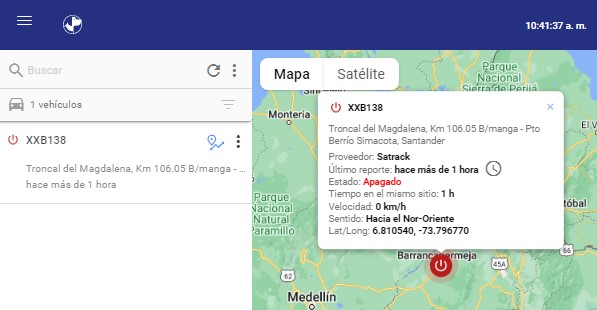 10:41:37 a. m.
Buscar
1 vehículos
XXB138
Troncal del Magdalena, Km 106.05 B/manga - ...
hace más de 1 hora
Mapa
Satélite
Parque
Nacional
Sierra de Perijá
Montería
XXB138
×
Troncal del Magdalena, Km 106.05 B/manga - Pto
Berrío Simacota, Santander
Proveedor: Satrack
Último reporte: hace más de 1 hora
Estado: Apagado
Tiempo en el mismo sitio: 1 h
Velocidad: 0 km/h
Sentido: Hacia el Nor-Oriente
Lat/Long: 6.810540, -73.796770
El V
tóbal
Parque
Nacional
Natural
Paramillo
Barrancabermeja
66
45A
62
Medellín